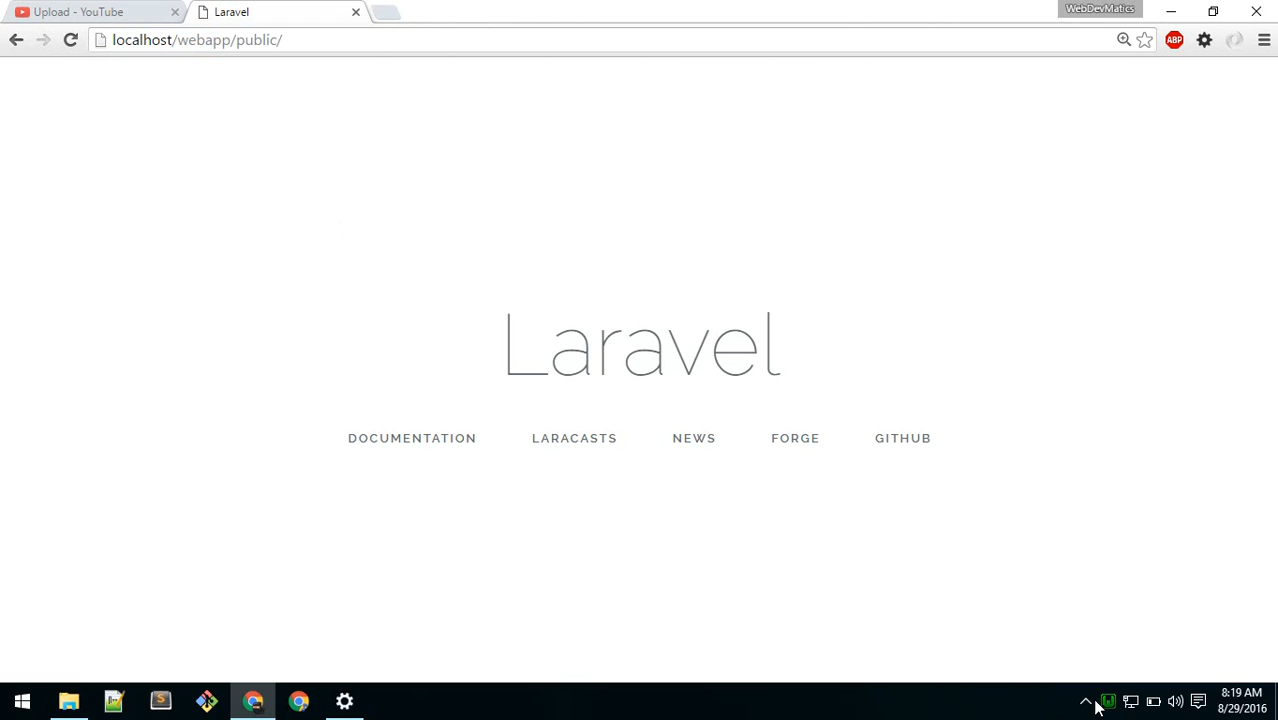 Upload - YouTube
Laravel
WebDevMatics
localhost/webapp/public/
ABP
Laravel
DOCUMENTATION LARACASTS NEWS FORGE GITHUB
8:19 AM
8/29/2016